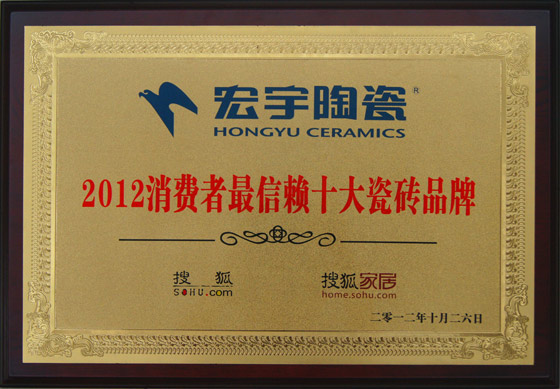 宏宇陶瓷®
HONGYU CERAMICS
2012消费者最信赖十大瓷砖品牌
搜狐 搜狐家居
SOHU.com home.sohu.com
二零一二年十月二六日